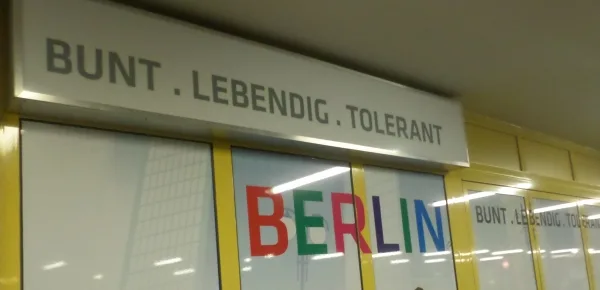 BUNT . LEBENDIG . TOLERANT
BERLIN
BUNT . LEBENDIG . TOLERANT